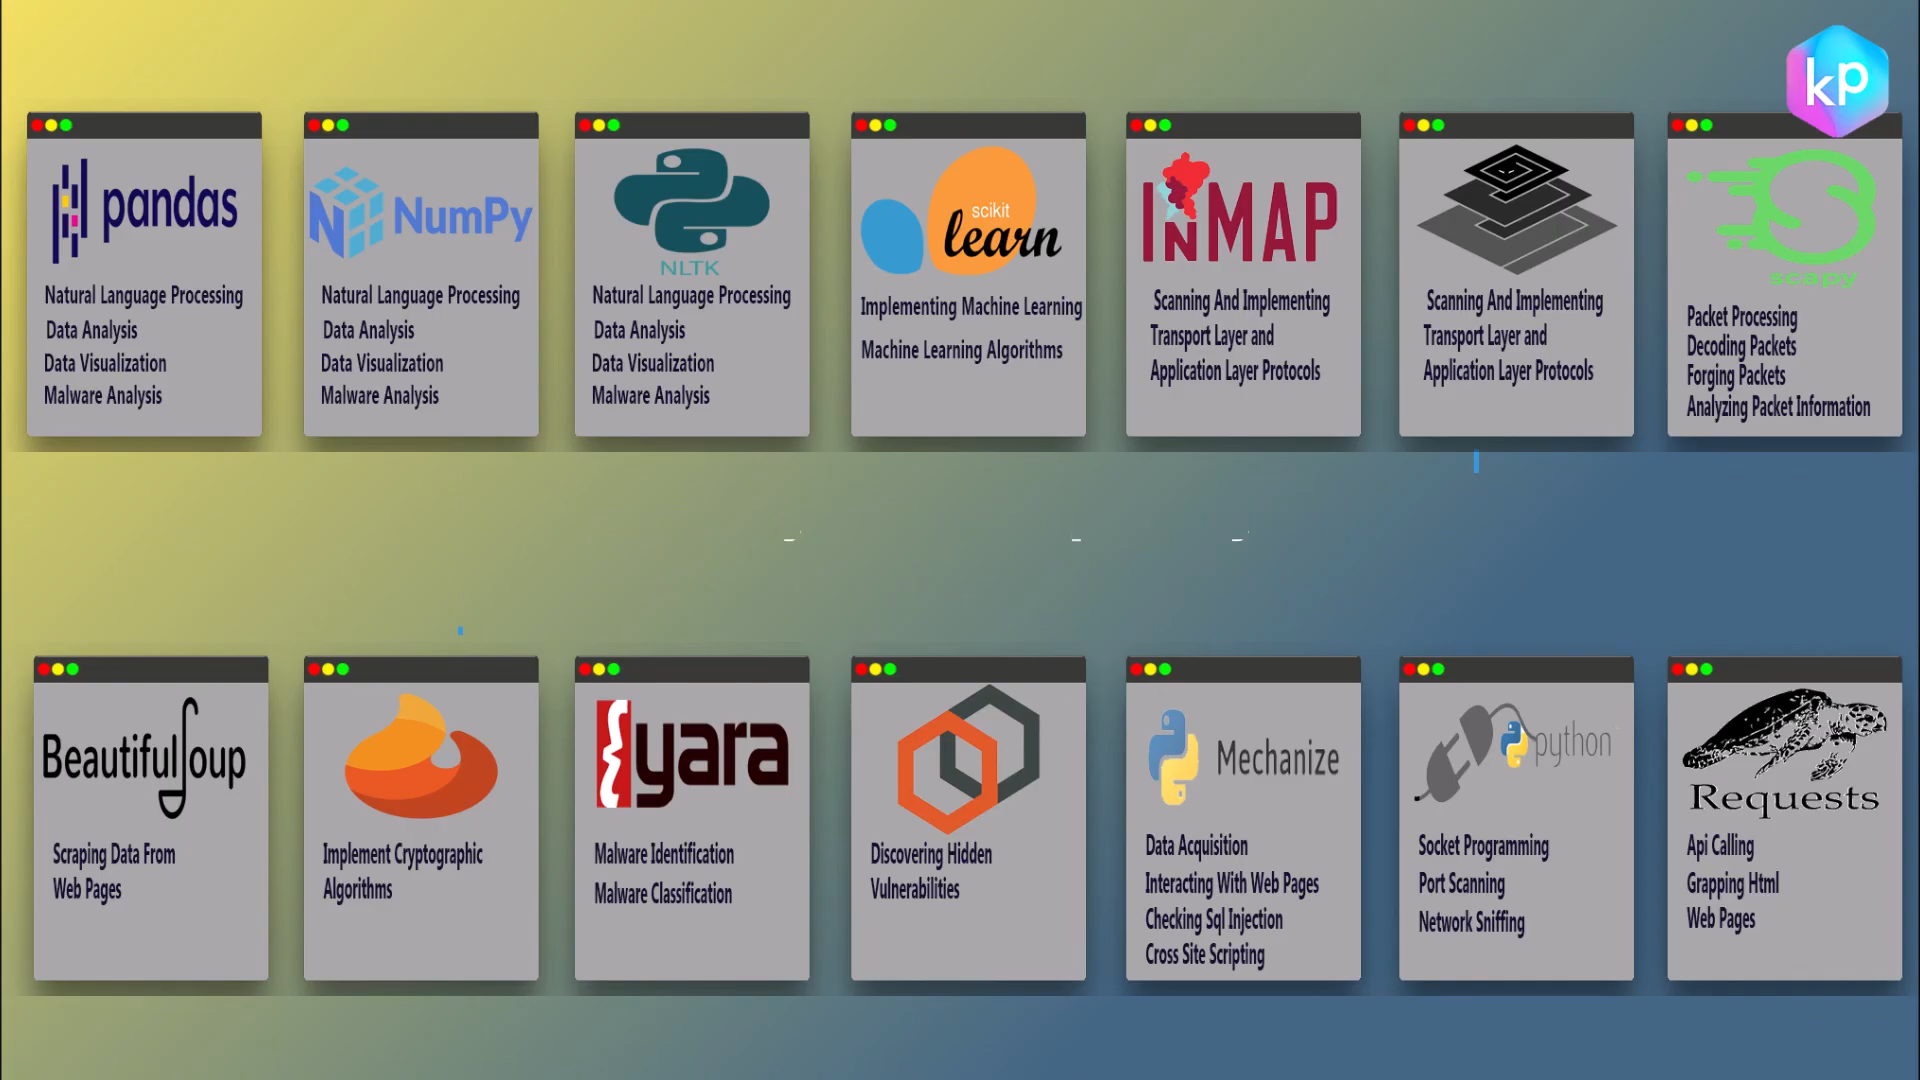 kp
pandas
Natural Language Processing
Data Analysis
Data Visualization
Malware Analysis
NumPy
Natural Language Processing
Data Analysis
Data Visualization
Malware Analysis
NLTK
Natural Language Processing
Data Analysis
Data Visualization
Malware Analysis
scikit
learn
Implementing Machine Learning
Machine Learning Algorithms
INMAP
Scanning And Implementing
Transport Layer and
Application Layer Protocols
Scanning And Implementing
Transport Layer and
Application Layer Protocols
scapy
Packet Processing
Decoding Packets
Forging Packets
Analyzing Packet Information
BeautifulSoup
Scraping Data From
Web Pages
Implement Cryptographic
Algorithms
yara
Malware Identification
Malware Classification
Discovering Hidden
Vulnerabilities
Mechanize
Data Acquisition
Interacting With Web Pages
Checking Sql Injection
Cross Site Scripting
python
Socket Programming
Port Scanning
Network Sniffing
Requests
Api Calling
Grapping Html
Web Pages